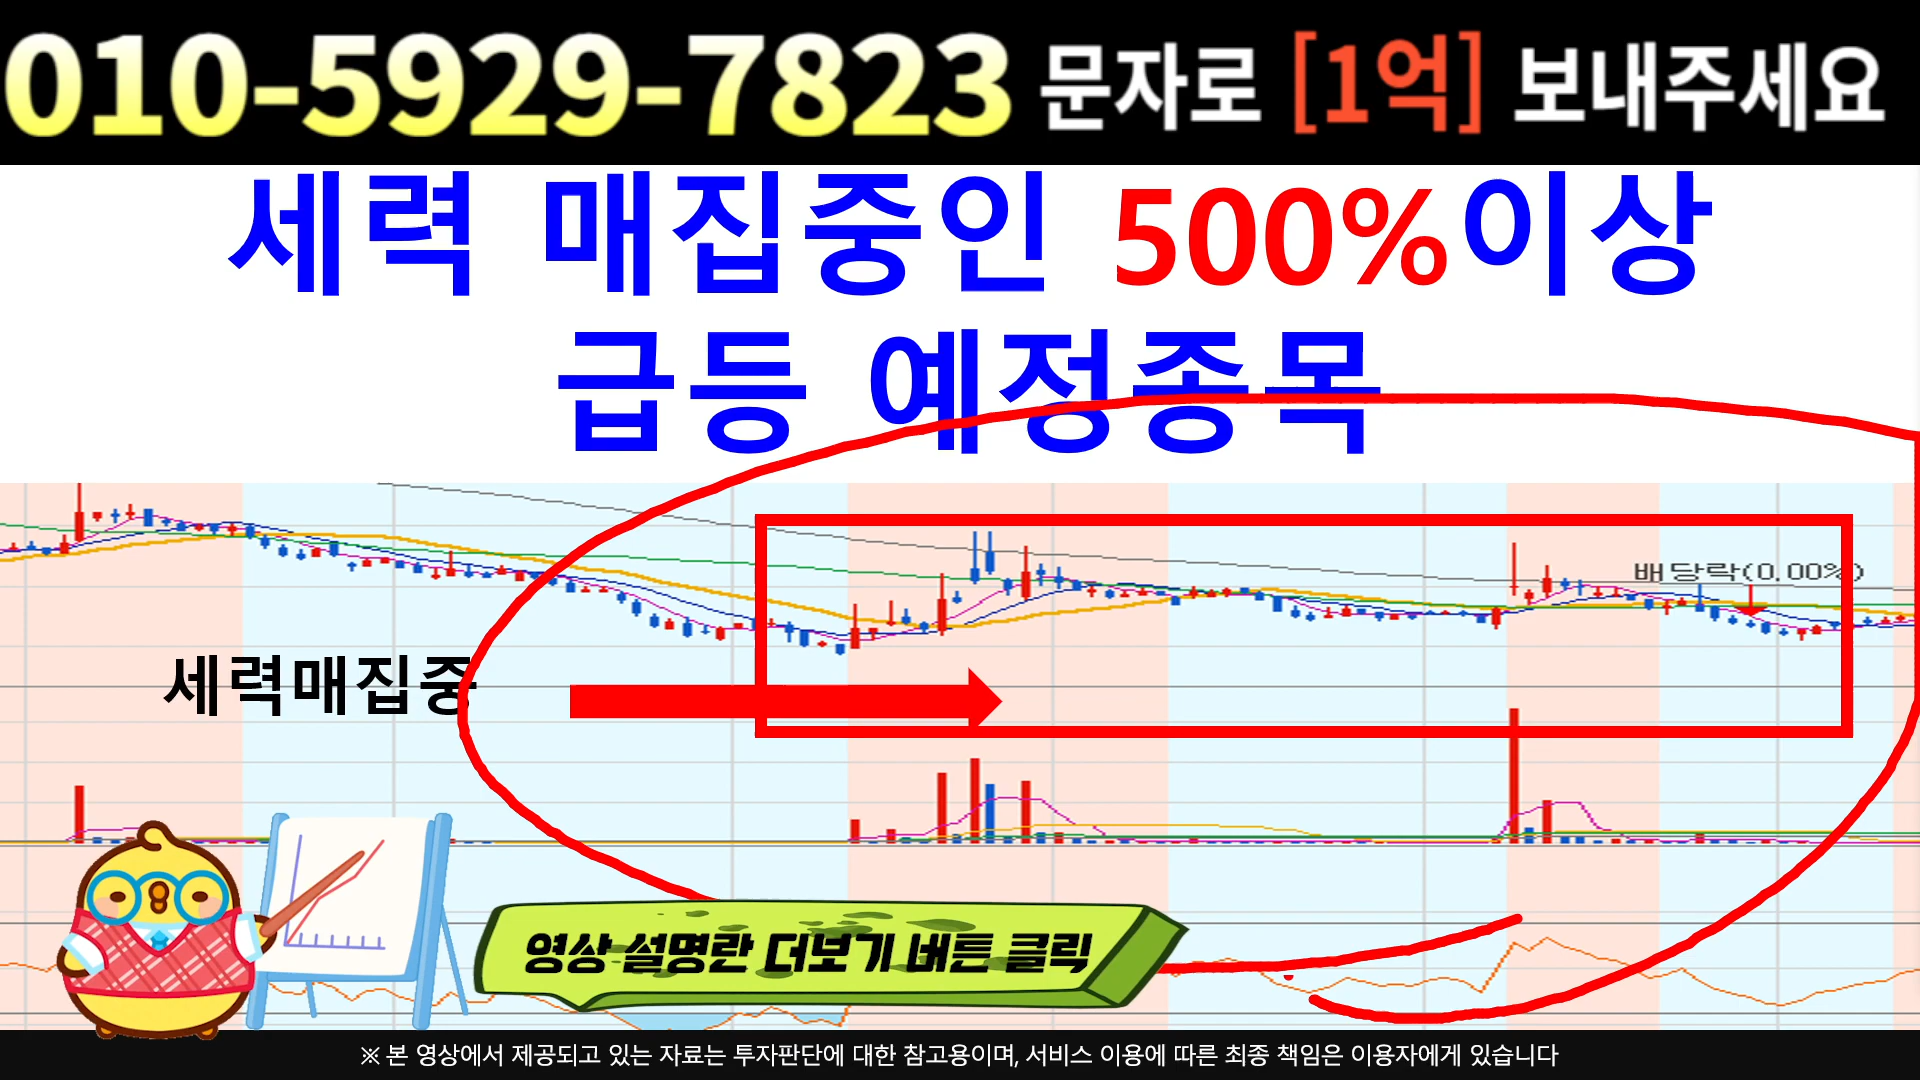 010-5929-7823 문자로 [1억] 보내주세요
세력 매집중인 500%이상
급등 예정종목
배당락(0.00%)
세력매집중
영상 설명란 더보기 버튼 클릭
※ 본 영상에서 제공되고 있는 자료는 투자판단에 대한 참고용이며, 서비스 이용에 따른 최종 책임은 이용자에게 있습니다